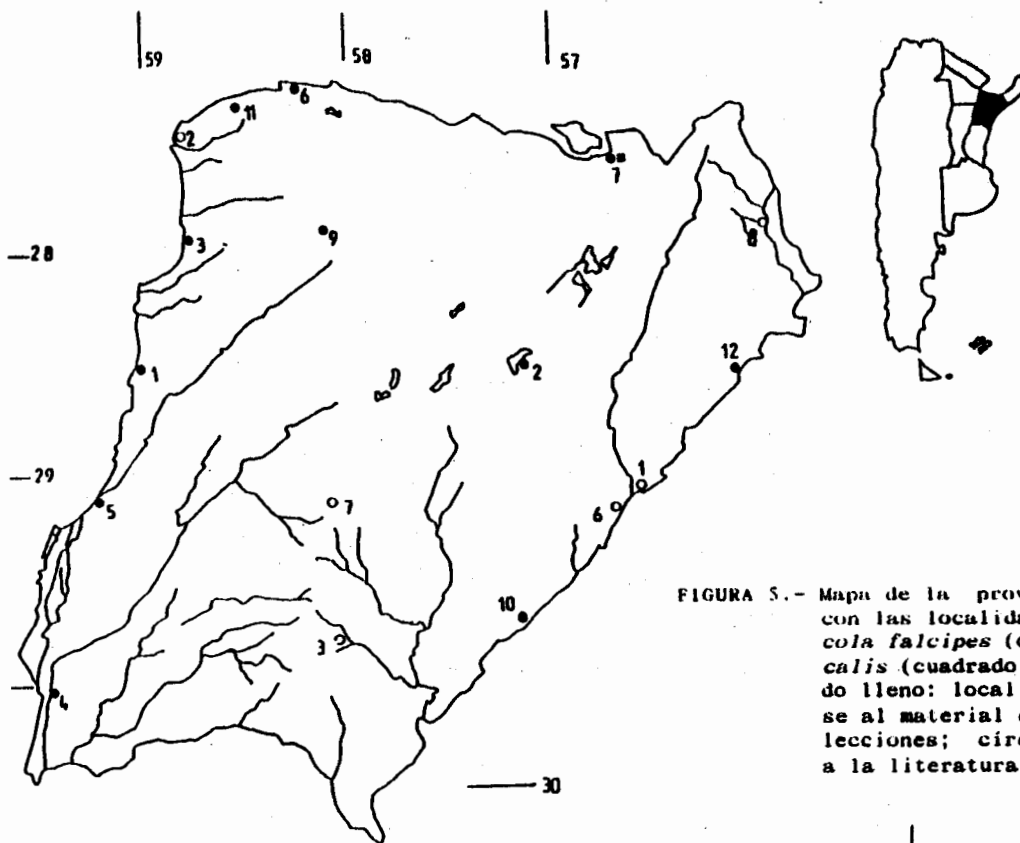 59
58
57
6
11
2
7
8
9
3
28
2
12
1
29
1
5
7
6
FIGURA 5.- Mapa de la prov
con las localida
10
cola falcipes (
3
calis (cuadrado
do lleno: local
4
se al material
lecciones; cír
30
a la literatura